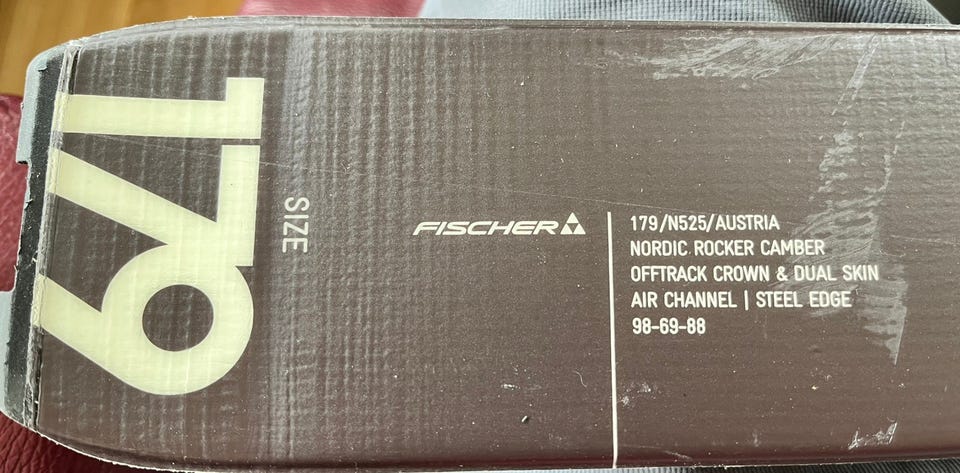 179
SIZE
FISCHER
179/N525/AUSTRIA
NORDIC ROCKER CAMBER
OFFTRACK CROWN & DUAL SKIN
AIR CHANNEL | STEEL EDGE
98-69-88